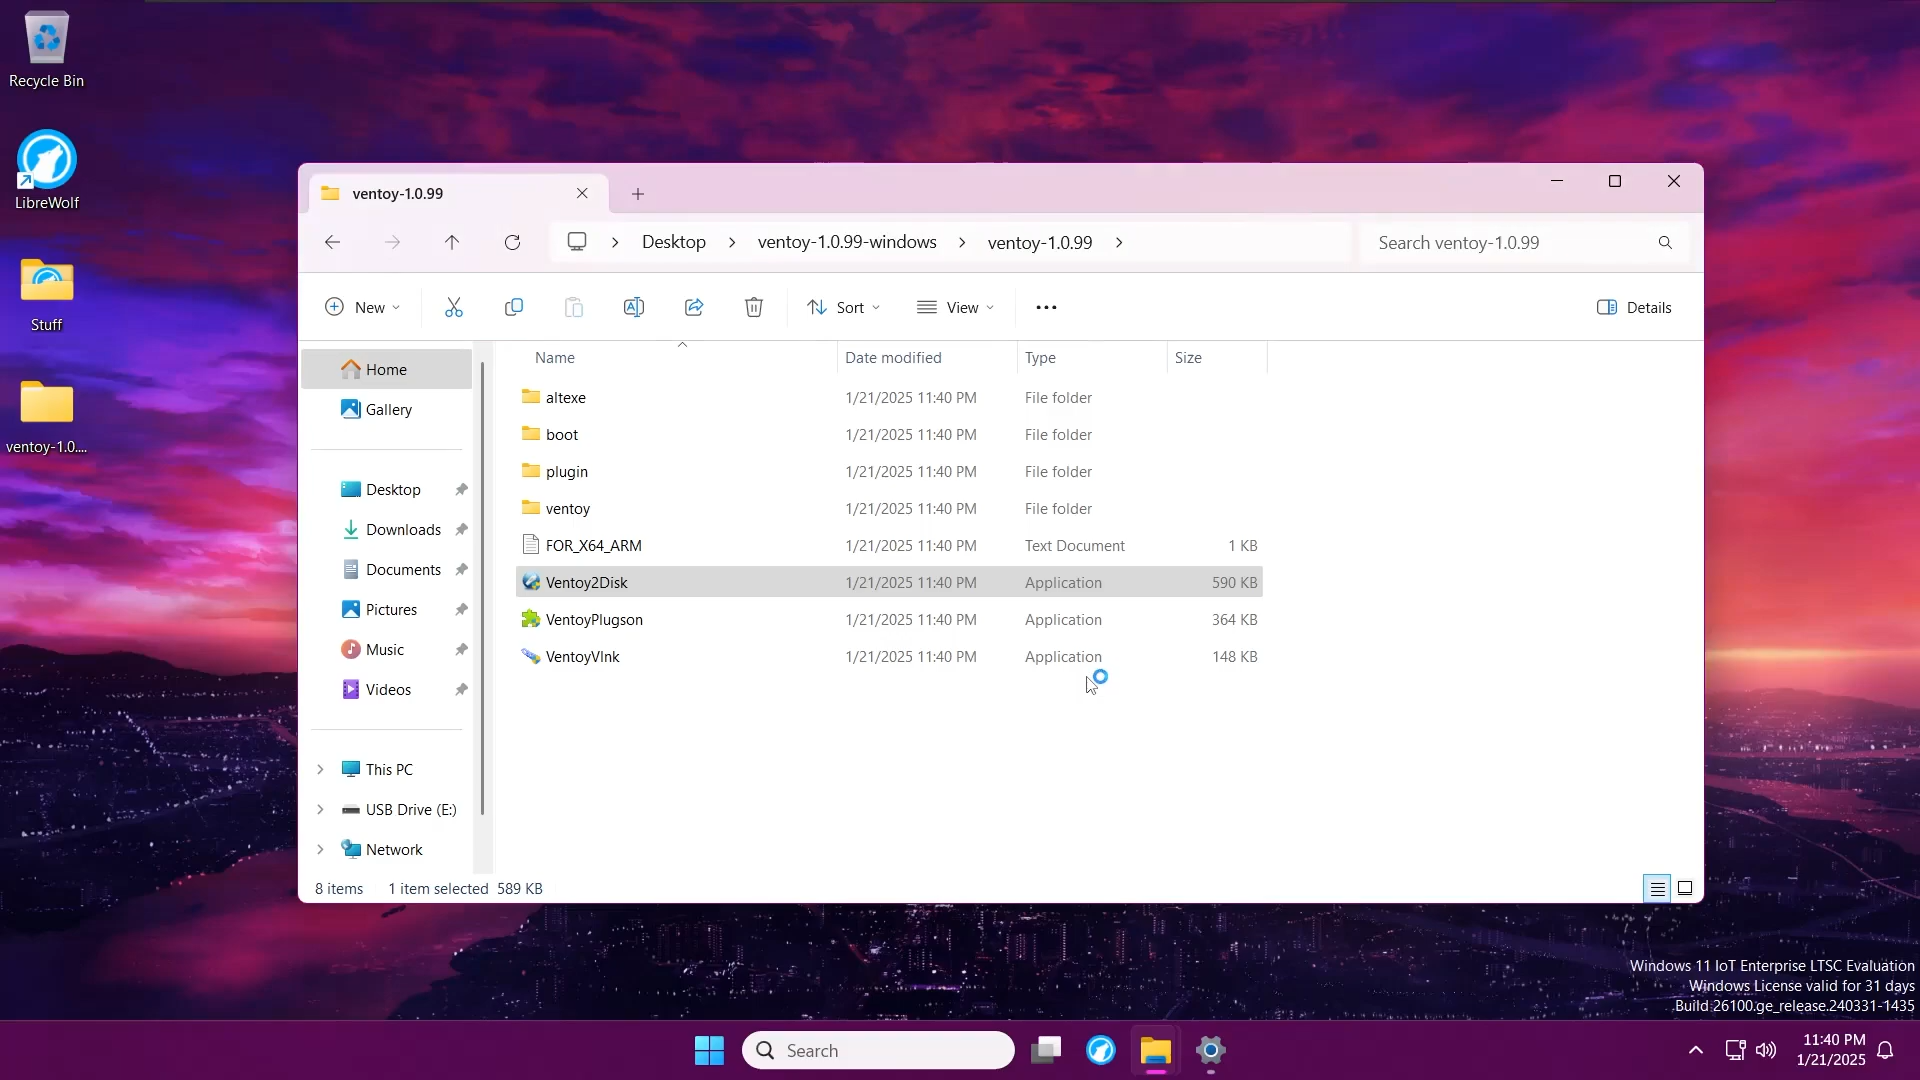 Recycle Bin
LibreWolf
Stuff
ventoy-1.0....
ventoy-1.0.99
Desktop
ventoy-1.0.99-windows
ventoy-1.0.99
Search ventoy-1.0.99
New
Sort
View
Details
Home
Gallery
Desktop
Downloads
Documents
Pictures
Music
Videos
This PC
USB Drive (E:)
Network
Name Date modified Type Size
altexe 1/21/2025 11:40 PM File folder
boot 1/21/2025 11:40 PM File folder
plugin 1/21/2025 11:40 PM File folder
ventoy 1/21/2025 11:40 PM File folder
FOR_X64_ARM 1/21/2025 11:40 PM Text Document 1 KB
Ventoy2Disk 1/21/2025 11:40 PM Application 590 KB
VentoyPlugson 1/21/2025 11:40 PM Application 364 KB
VentoyVlnk 1/21/2025 11:40 PM Application 148 KB
8 items 1 item selected 589 KB
Windows 11 IoT Enterprise LTSC Evaluation
Windows License valid for 31 days
Build 26100.ge_release.240331-1435
Search
11:40 PM
1/21/2025